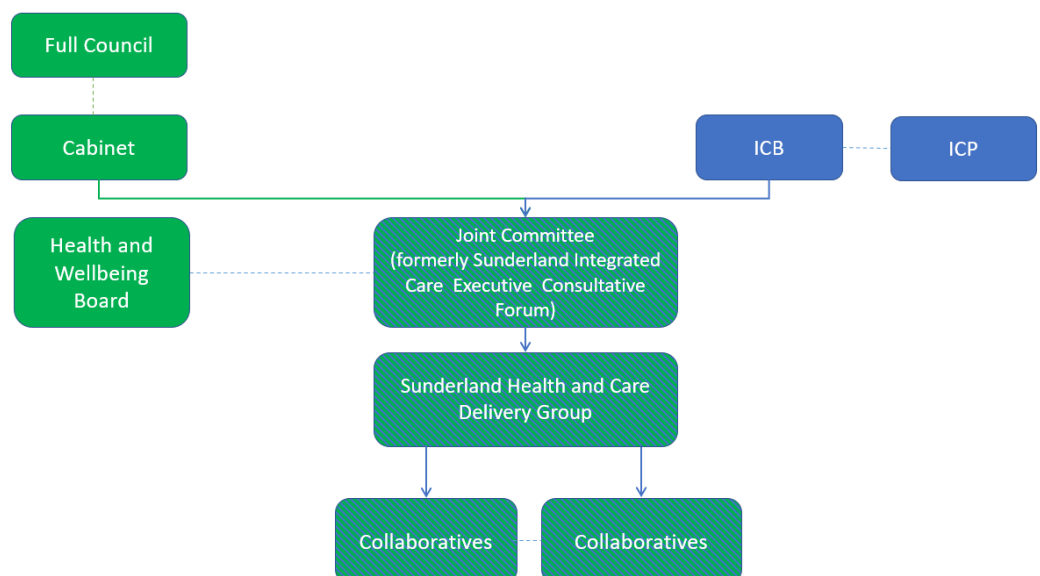 Full Council
Cabinet
ICB
ICP
Health and
Wellbeing
Board
Joint Committee
(formerly Sunderland Integrated
Care Executive Consultative
Forum)
Sunderland Health and Care
Delivery Group
Collaboratives
Collaboratives